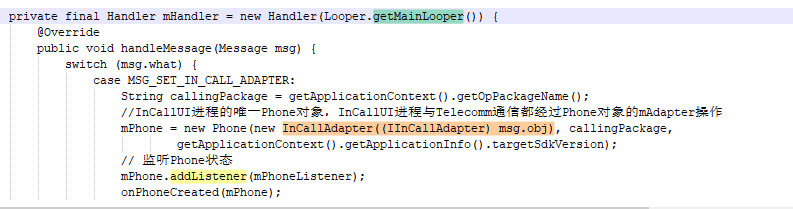 private final Handler mHandler = new Handler(Looper.getMainLooper()) {
@Override
public void handleMessage(Message msg) {
switch (msg.what) {
case MSG_SET_IN_CALL_ADAPTER:
String callingPackage = getApplicationContext().getOpPackageName();
//InCallUI进程的唯一Phone对象，InCallUI进程与Telecomm通信都经过Phone对象的mAdapter操作
mPhone = new Phone(new InCallAdapter((IInCallAdapter) msg.obj), callingPackage,
getApplicationContext().getApplicationInfo().targetSdkVersion);
// 监听Phone状态
mPhone.addListener(mPhoneListener);
onPhoneCreated(mPhone);